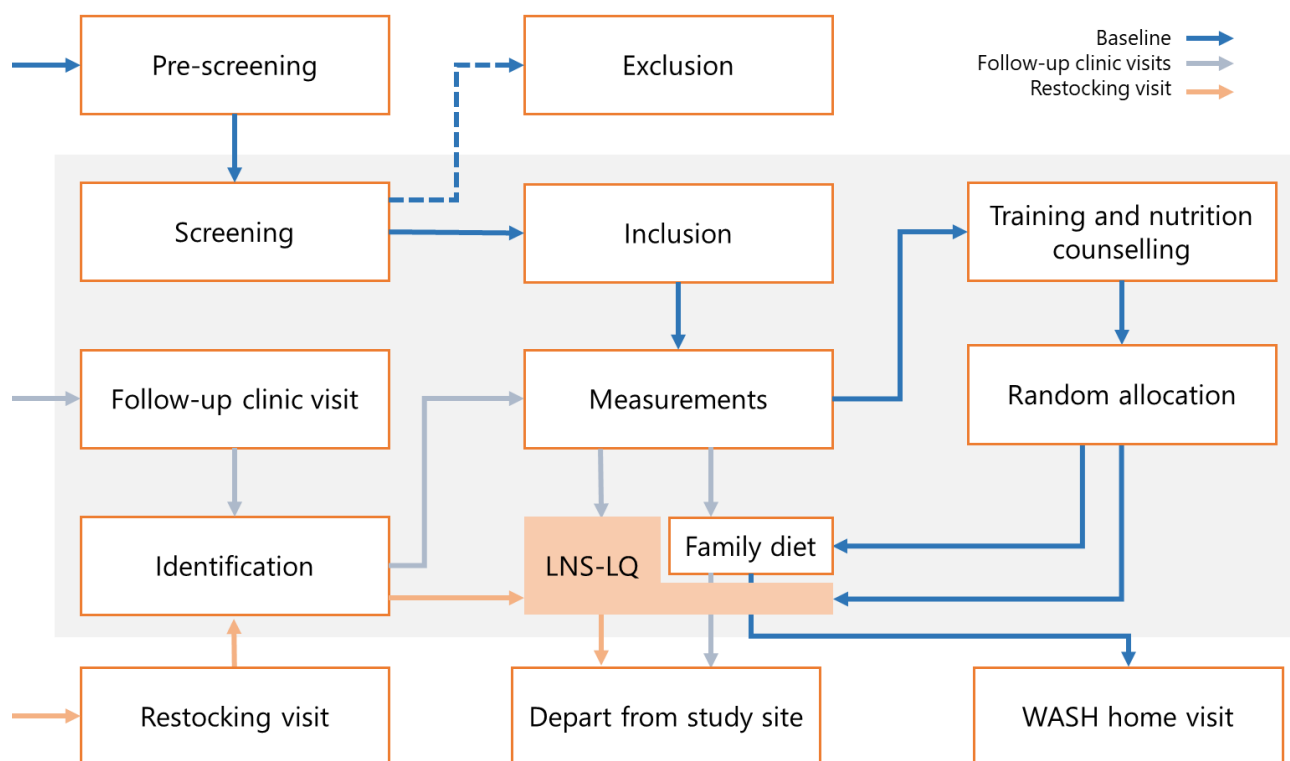 Pre-screening
Exclusion
Baseline
Follow-up clinic visits
Restocking visit
Screening
Inclusion
Training and nutrition
counselling
Follow-up clinic visit
Measurements
Random allocation
Identification
LNS-LQ
Family diet
Restocking visit
Depart from study site
WASH home visit